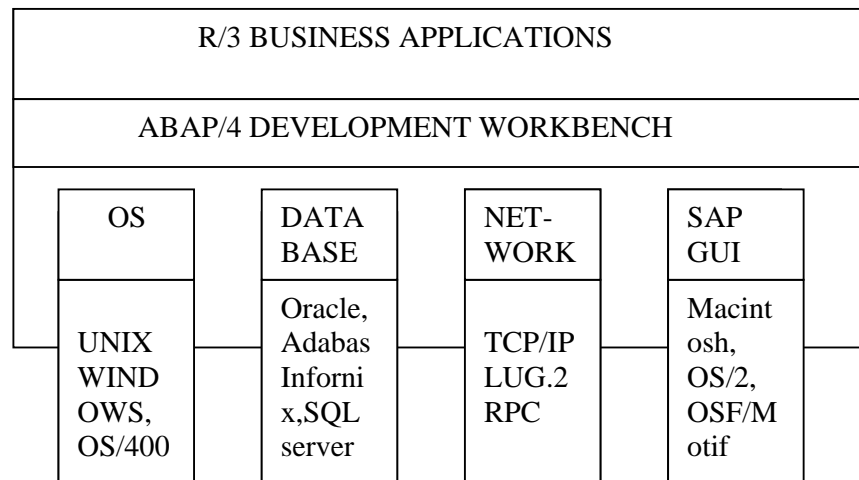 R/3 BUSINESS APPLICATIONS
ABAP/4 DEVELOPMENT WORKBENCH
OS
DATA
BASE
NET-
WORK
SAP
GUI
UNIX
WIND
OWS,
OS/400
Oracle,
Adabas
Inforni
x,SQL
server
TCP/IP
LUG.2
RPC
Macint
osh,
OS/2,
OSF/M
otif